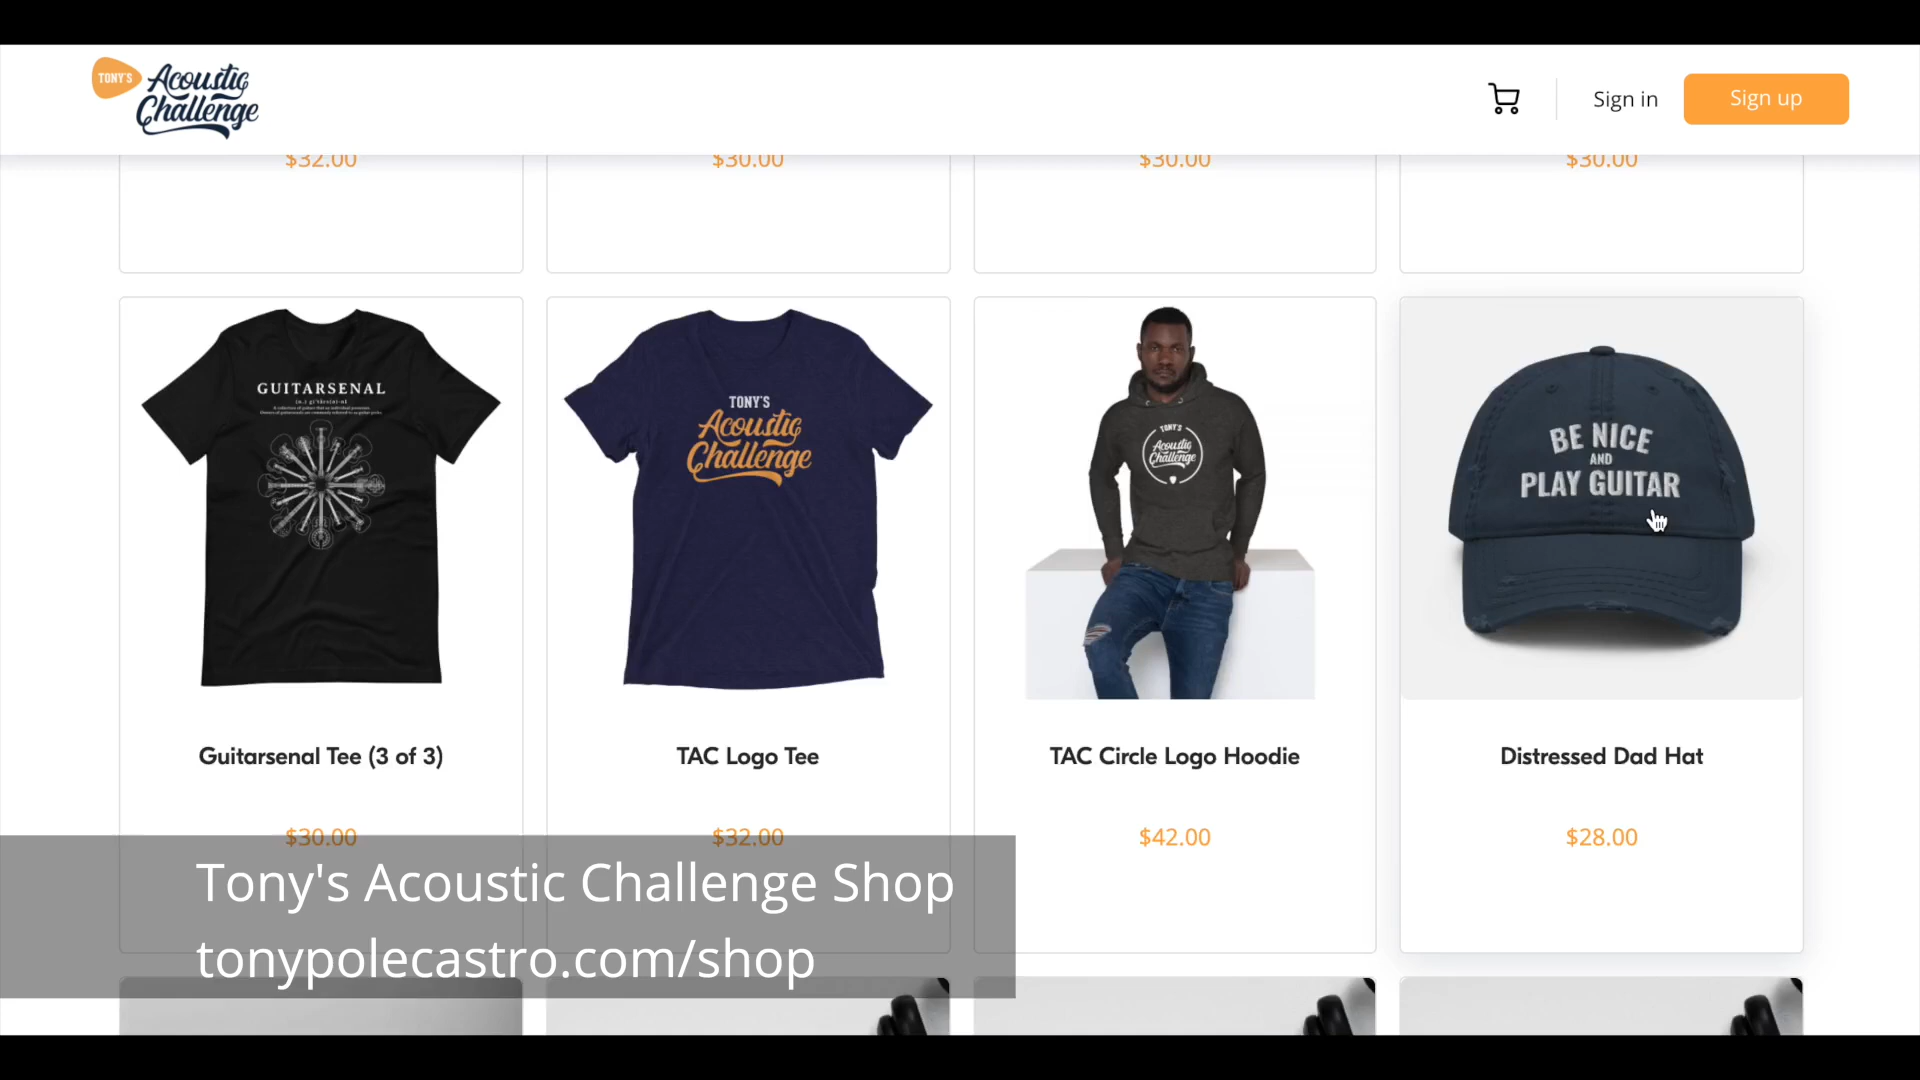 TONY'S
Acoustic
Challenge
Sign in
Sign up
$32.00
$30.00
$30.00
$30.00
GUITARSENAL
TONY'S
Acoustic
Challenge
TONY'S
Acoustic
Challenge
BE NICE
AND
PLAY GUITAR
Guitarsenal Tee (3 of 3)
TAC Logo Tee
TAC Circle Logo Hoodie
Distressed Dad Hat
$30.00
$32.00
$42.00
$28.00
Tony's Acoustic Challenge Shop
tonypolecastro.com/shop